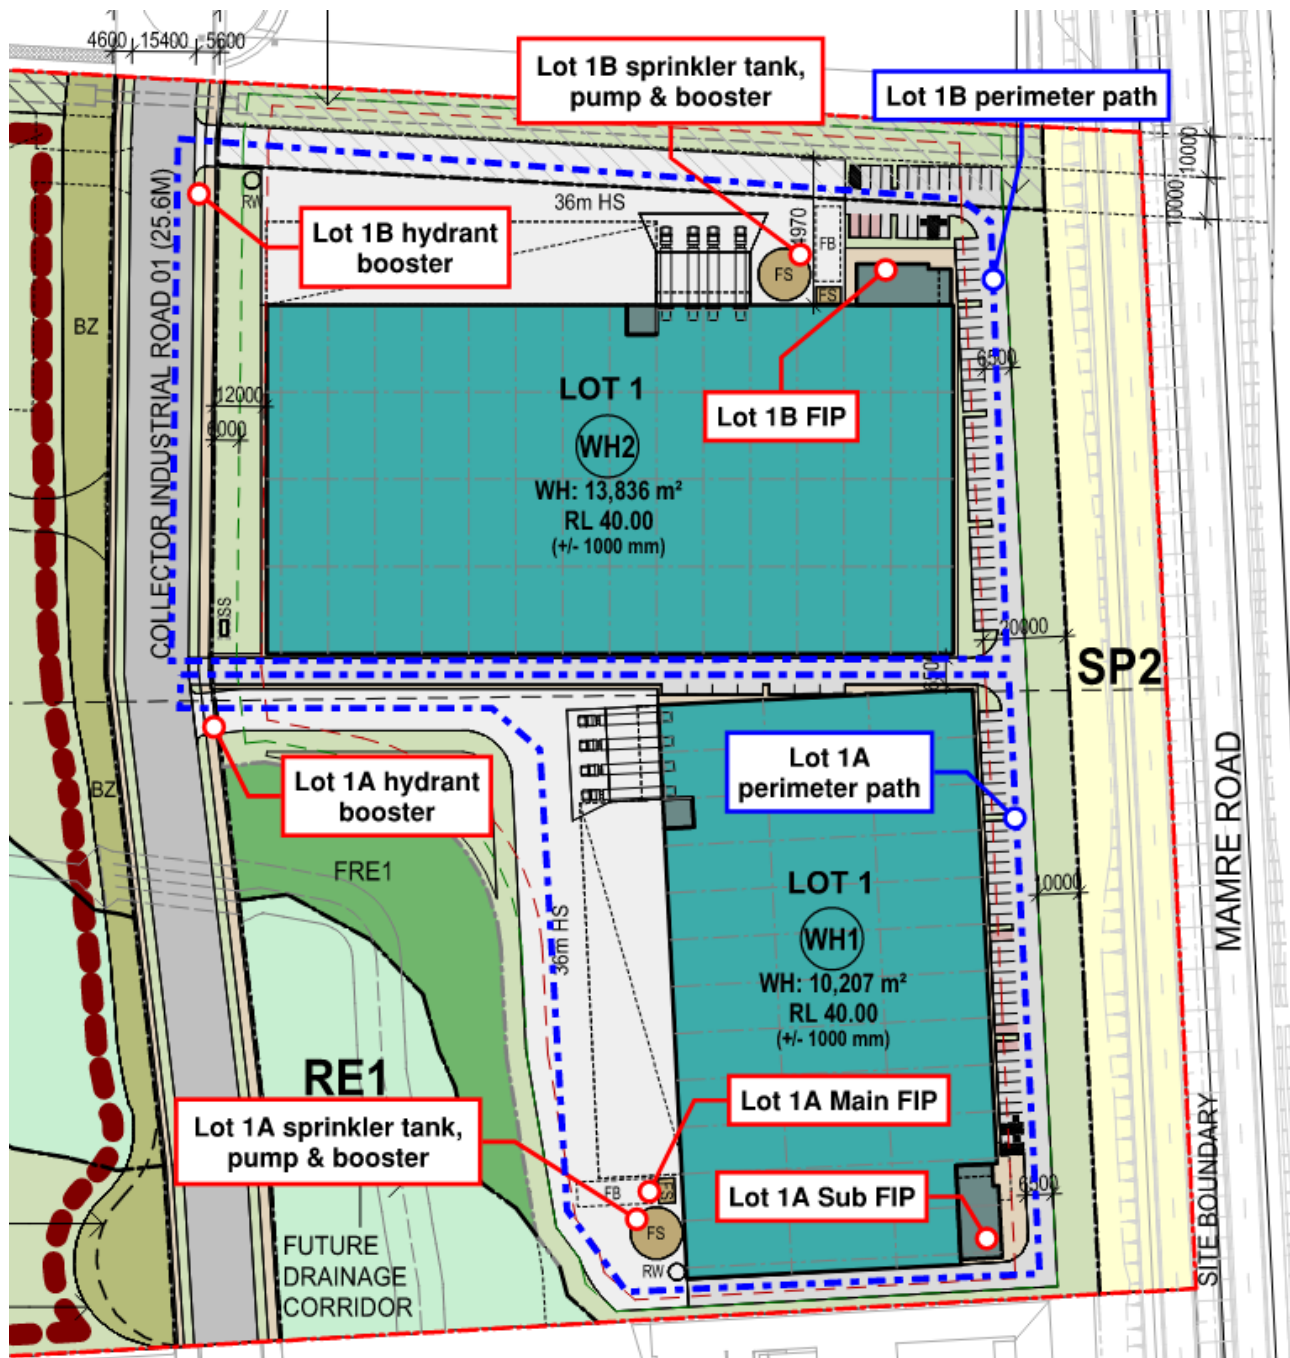 4600
15400
5600
Lot 1B sprinkler tank,
pump & booster
Lot 1B perimeter path
10000
10000
RW
36m HS
4970
FB
FS
FS
Lot 1B hydrant
booster
COLLECTOR INDUSTRIAL ROAD 01 (25.6M)
BZ
6500
Lot 1B FIP
12000
6000
LOT 1
WH2
WH: 13,836 m²
RL 40.00
(+/- 1000 mm)
SS
20000
SP2
6500
Lot 1A hydrant
booster
BZ
Lot 1A
perimeter path
MAMRE ROAD
FRE1
LOT 1
10000
36m HS
WH1
WH: 10,207 m²
RL 40.00
(+/- 1000 mm)
RE1
Lot 1A Main FIP
Lot 1A sprinkler tank,
pump & booster
SITE BOUNDARY
FB
FS
Lot 1A Sub FIP
FS
RW
FUTURE
DRAINAGE
CORRIDOR